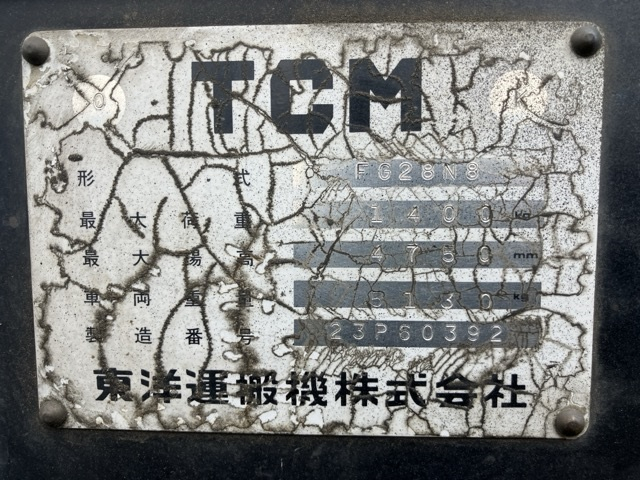 TCM
形 式 FG28N8
最大荷重 1400 kg
最大揚高 4750 mm
車両重量 5130 kg
製造番号 23P60392
東洋運搬機株式会社